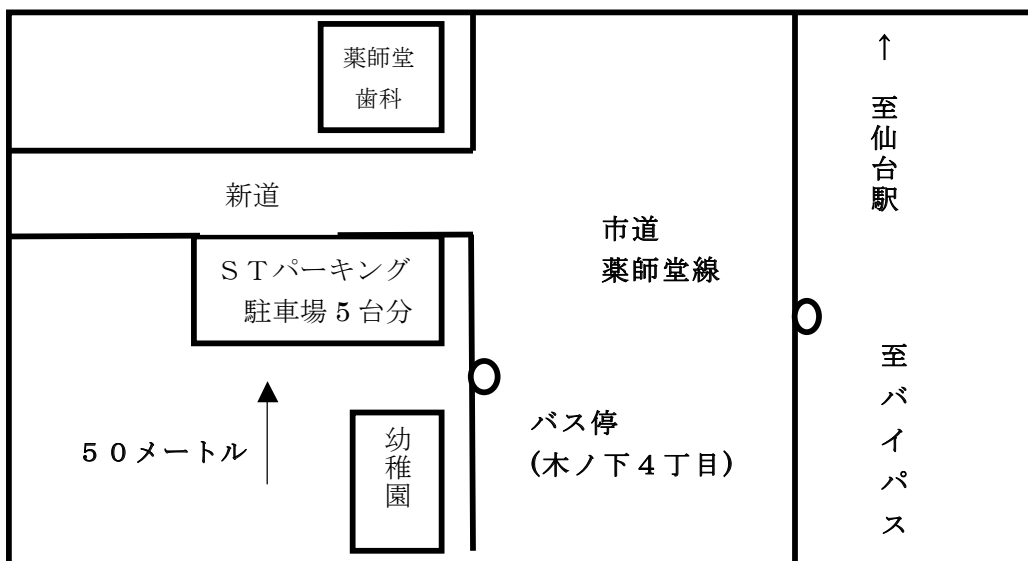 薬師堂
歯科
新道
ＳＴパーキング
駐車場５台分
５０メートル
幼稚園
市道
薬師堂線
バス停
(木ノ下４丁目)
↑ 至仙台駅
至バイパス